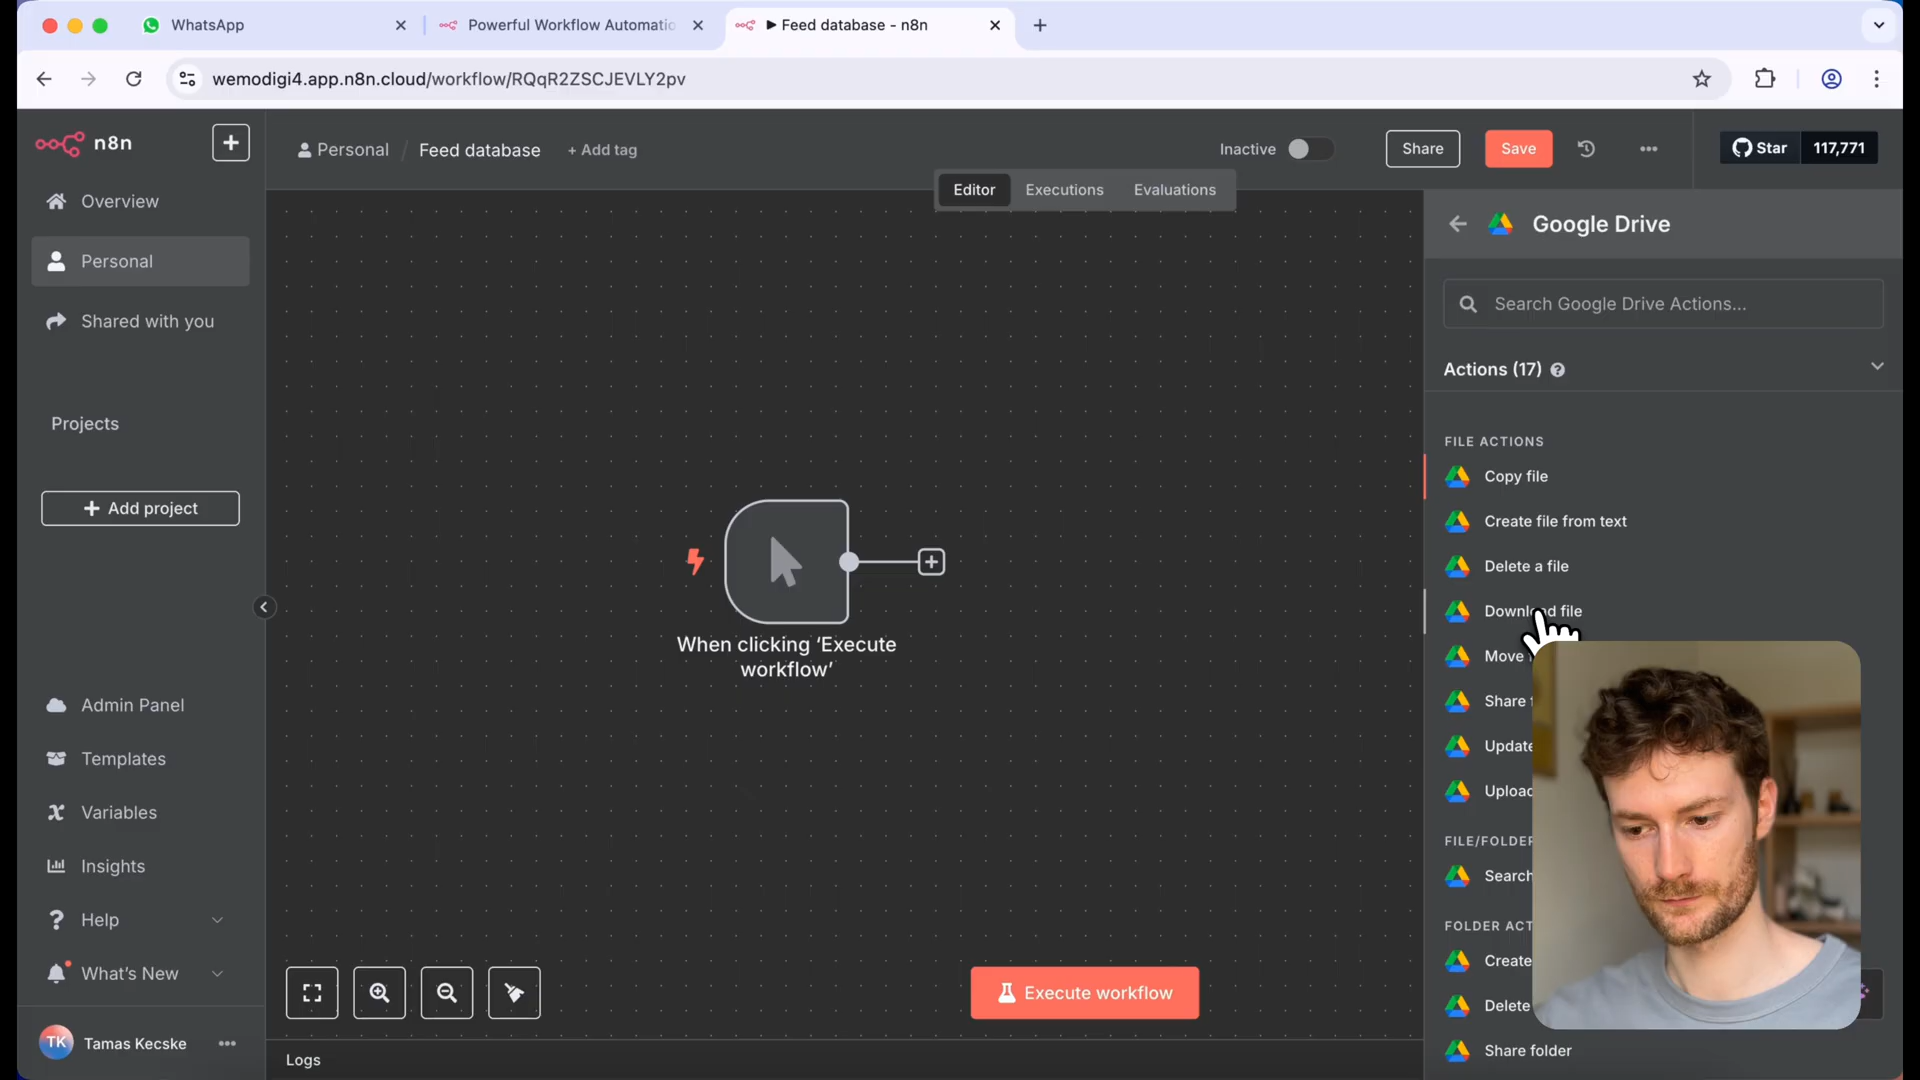 WhatsApp
Powerful Workflow Automatio
▶ Feed database - n8n
wemodigi4.app.n8n.cloud/workflow/RQqR2ZSCJEVLY2pv
n8n
Personal / Feed database + Add tag
Inactive
Share
Save
Star 117,771
Editor Executions Evaluations
Overview
Personal
Shared with you
Projects
+ Add project
Admin Panel
Templates
Variables
Insights
Help
What's New
TK Tamas Kecske
When clicking ‘Execute
workflow’
Execute workflow
Logs
Google Drive
Search Google Drive Actions...
Actions (17)
FILE ACTIONS
Copy file
Create file from text
Delete a file
Download file
Move
Share
Update
Upload
FILE/FOLDER
Search
FOLDER ACT
Create
Delete
Share folder